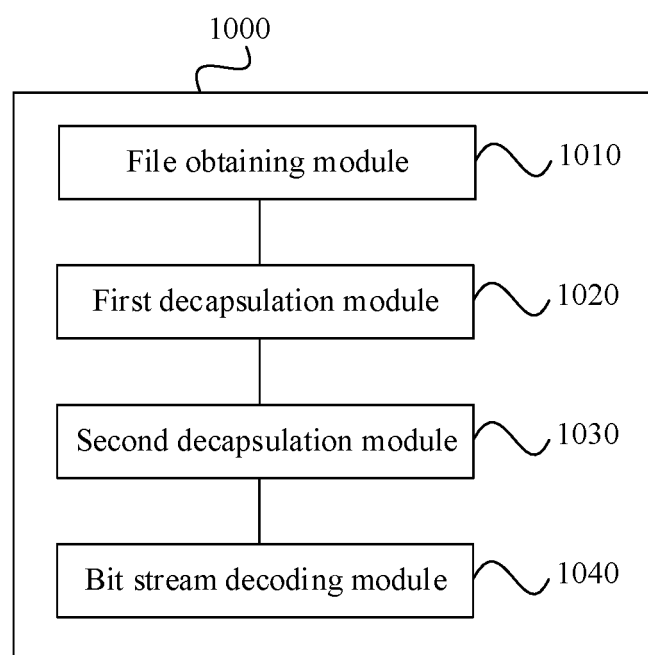 1000
File obtaining module
1010
First decapsulation module
1020
Second decapsulation module
1030
Bit stream decoding module
1040